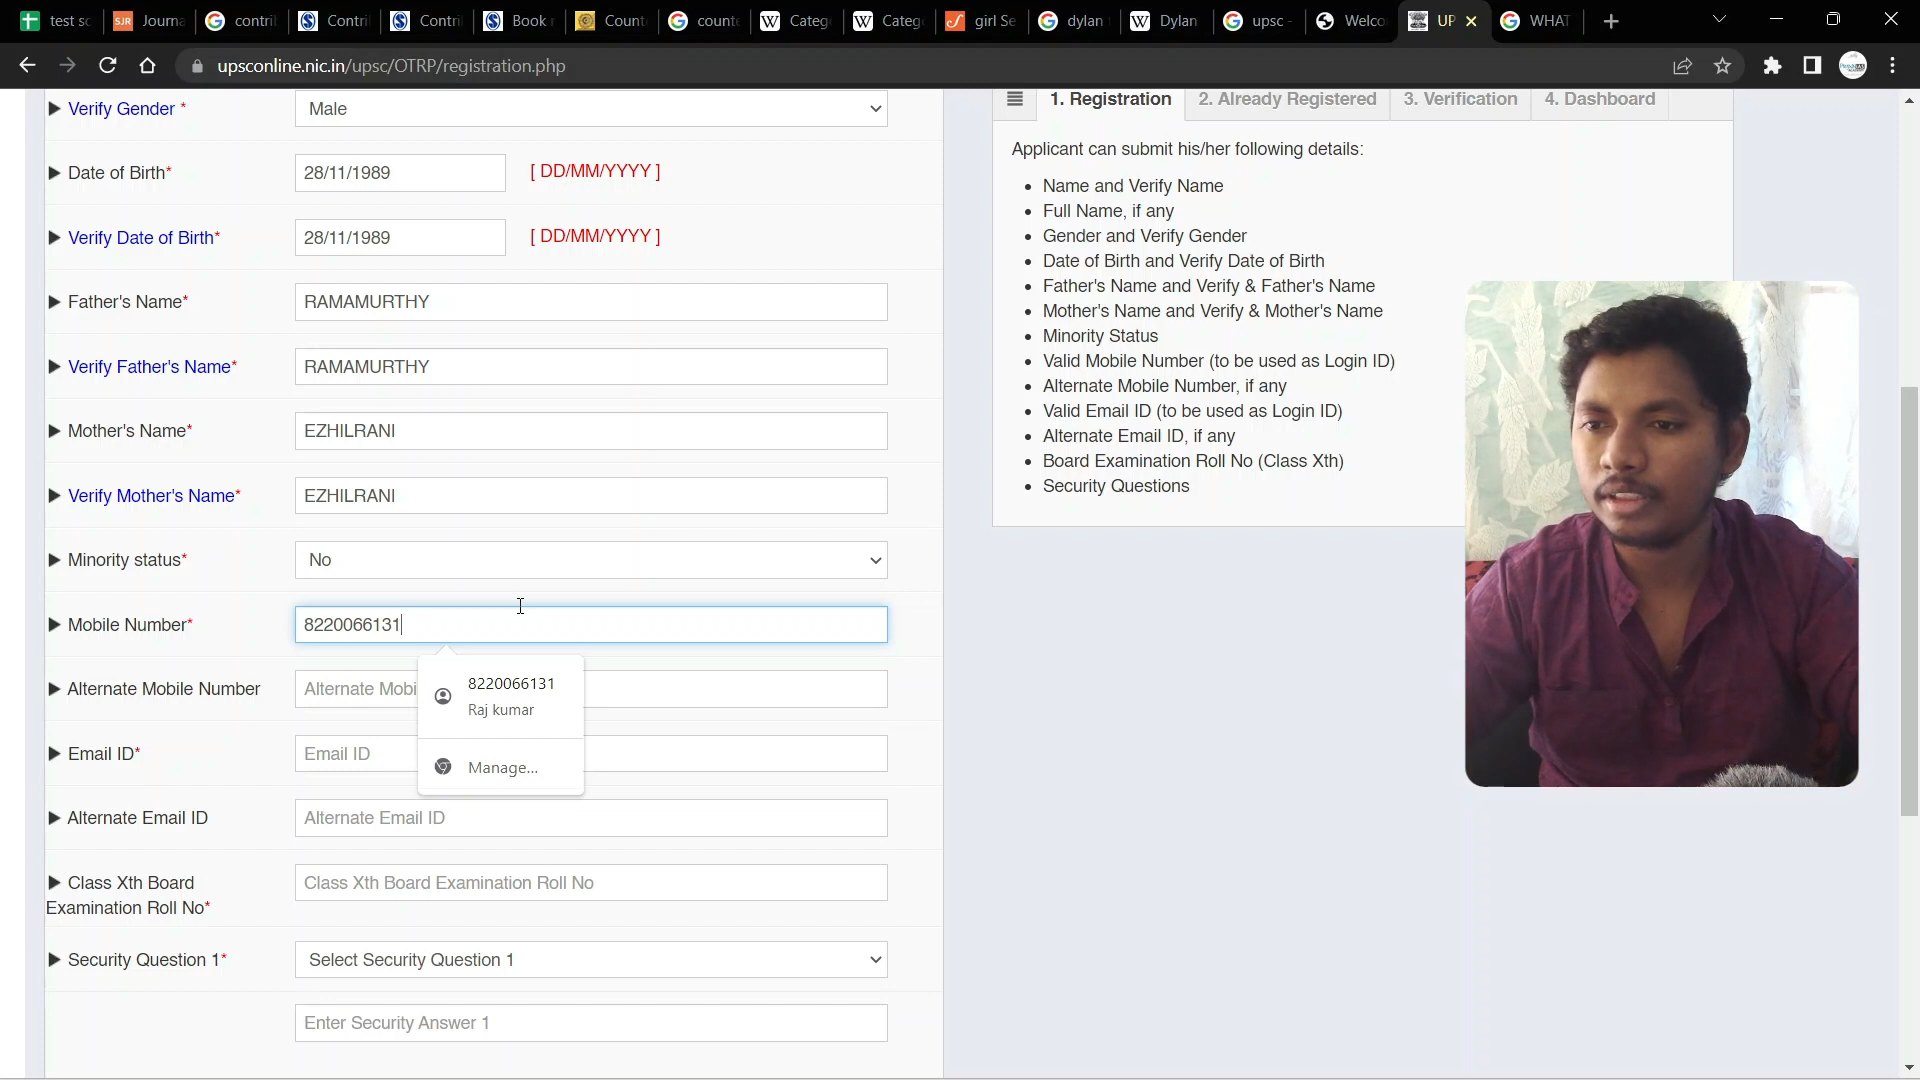 test sc
SJR Journa
contri
Contri
Contri
Book r
Count
count
W Categ
W Categ
girl Se
dylan
W Dylan
upsc -
Welco
UP
WHAT
upsconline.nic.in/upsc/OTRP/registration.php
Verify Gender * Male
Date of Birth* 28/11/1989 [ DD/MM/YYYY ]
Verify Date of Birth* 28/11/1989 [ DD/MM/YYYY ]
Father's Name* RAMAMURTHY
Verify Father's Name* RAMAMURTHY
Mother's Name* EZHILRANI
Verify Mother's Name* EZHILRANI
Minority status* No
Mobile Number* 8220066131
8220066131
Raj kumar
Manage...
Alternate Mobile Number Alternate Mobi
Email ID* Email ID
Alternate Email ID Alternate Email ID
Class Xth Board
Examination Roll No* Class Xth Board Examination Roll No
Security Question 1* Select Security Question 1
Enter Security Answer 1
1. Registration 2. Already Registered 3. Verification 4. Dashboard
Applicant can submit his/her following details:
• Name and Verify Name
• Full Name, if any
• Gender and Verify Gender
• Date of Birth and Verify Date of Birth
• Father's Name and Verify & Father's Name
• Mother's Name and Verify & Mother's Name
• Minority Status
• Valid Mobile Number (to be used as Login ID)
• Alternate Mobile Number, if any
• Valid Email ID (to be used as Login ID)
• Alternate Email ID, if any
• Board Examination Roll No (Class Xth)
• Security Questions